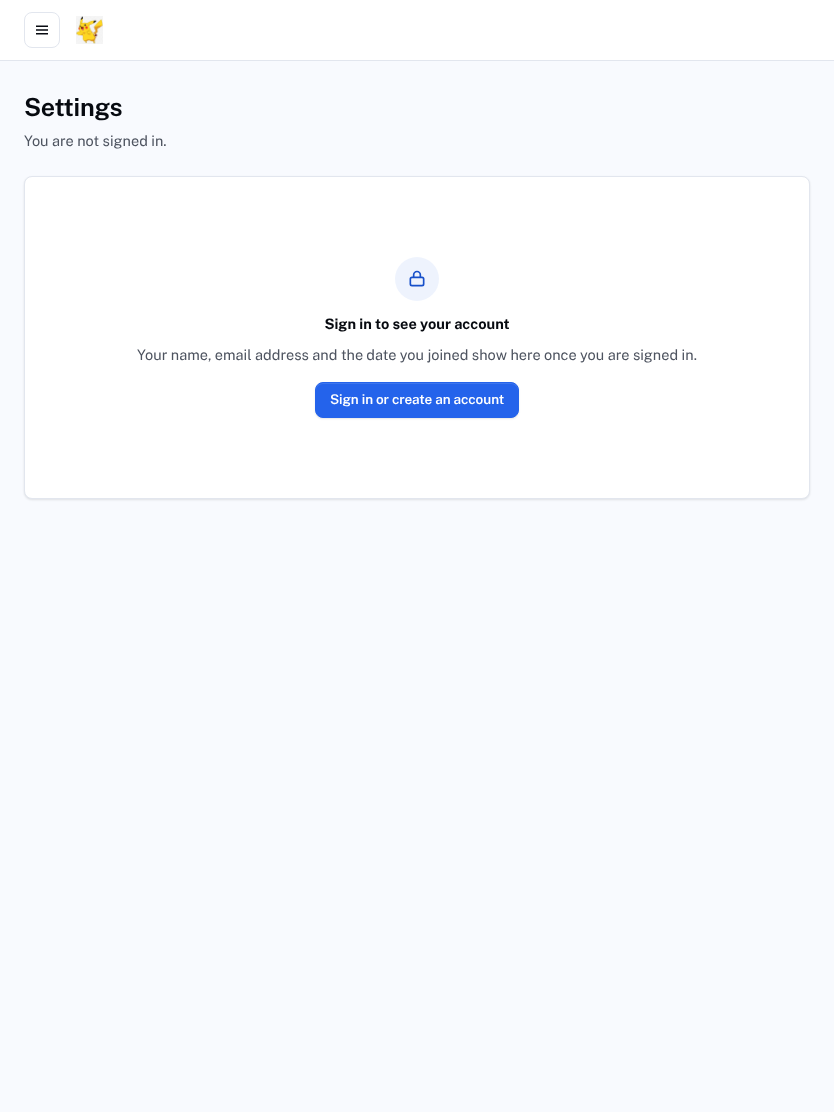 Settings
You are not signed in.
Sign in to see your account
Your name, email address and the date you joined show here once you are signed in.
Sign in or create an account